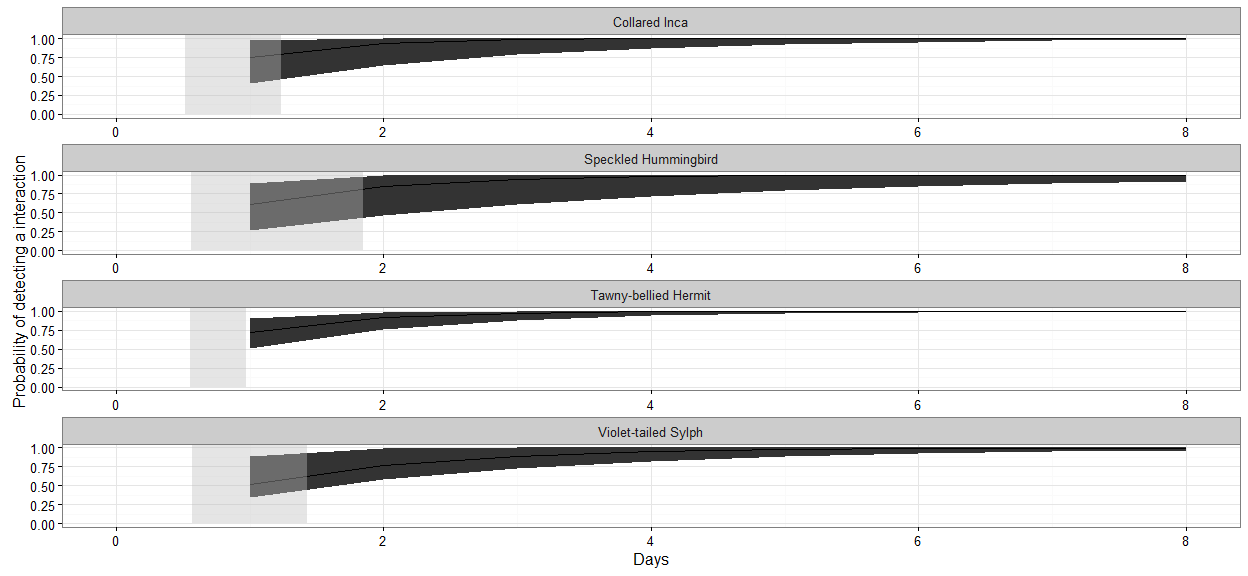 Probability of detecting a interaction
Collared Inca
1.00
0.75
0.50
0.25
0.00
0 2 4 6 8
Speckled Hummingbird
1.00
0.75
0.50
0.25
0.00
0 2 4 6 8
Tawny-bellied Hermit
1.00
0.75
0.50
0.25
0.00
0 2 4 6 8
Violet-tailed Sylph
1.00
0.75
0.50
0.25
0.00
0 2 4 6 8
Days